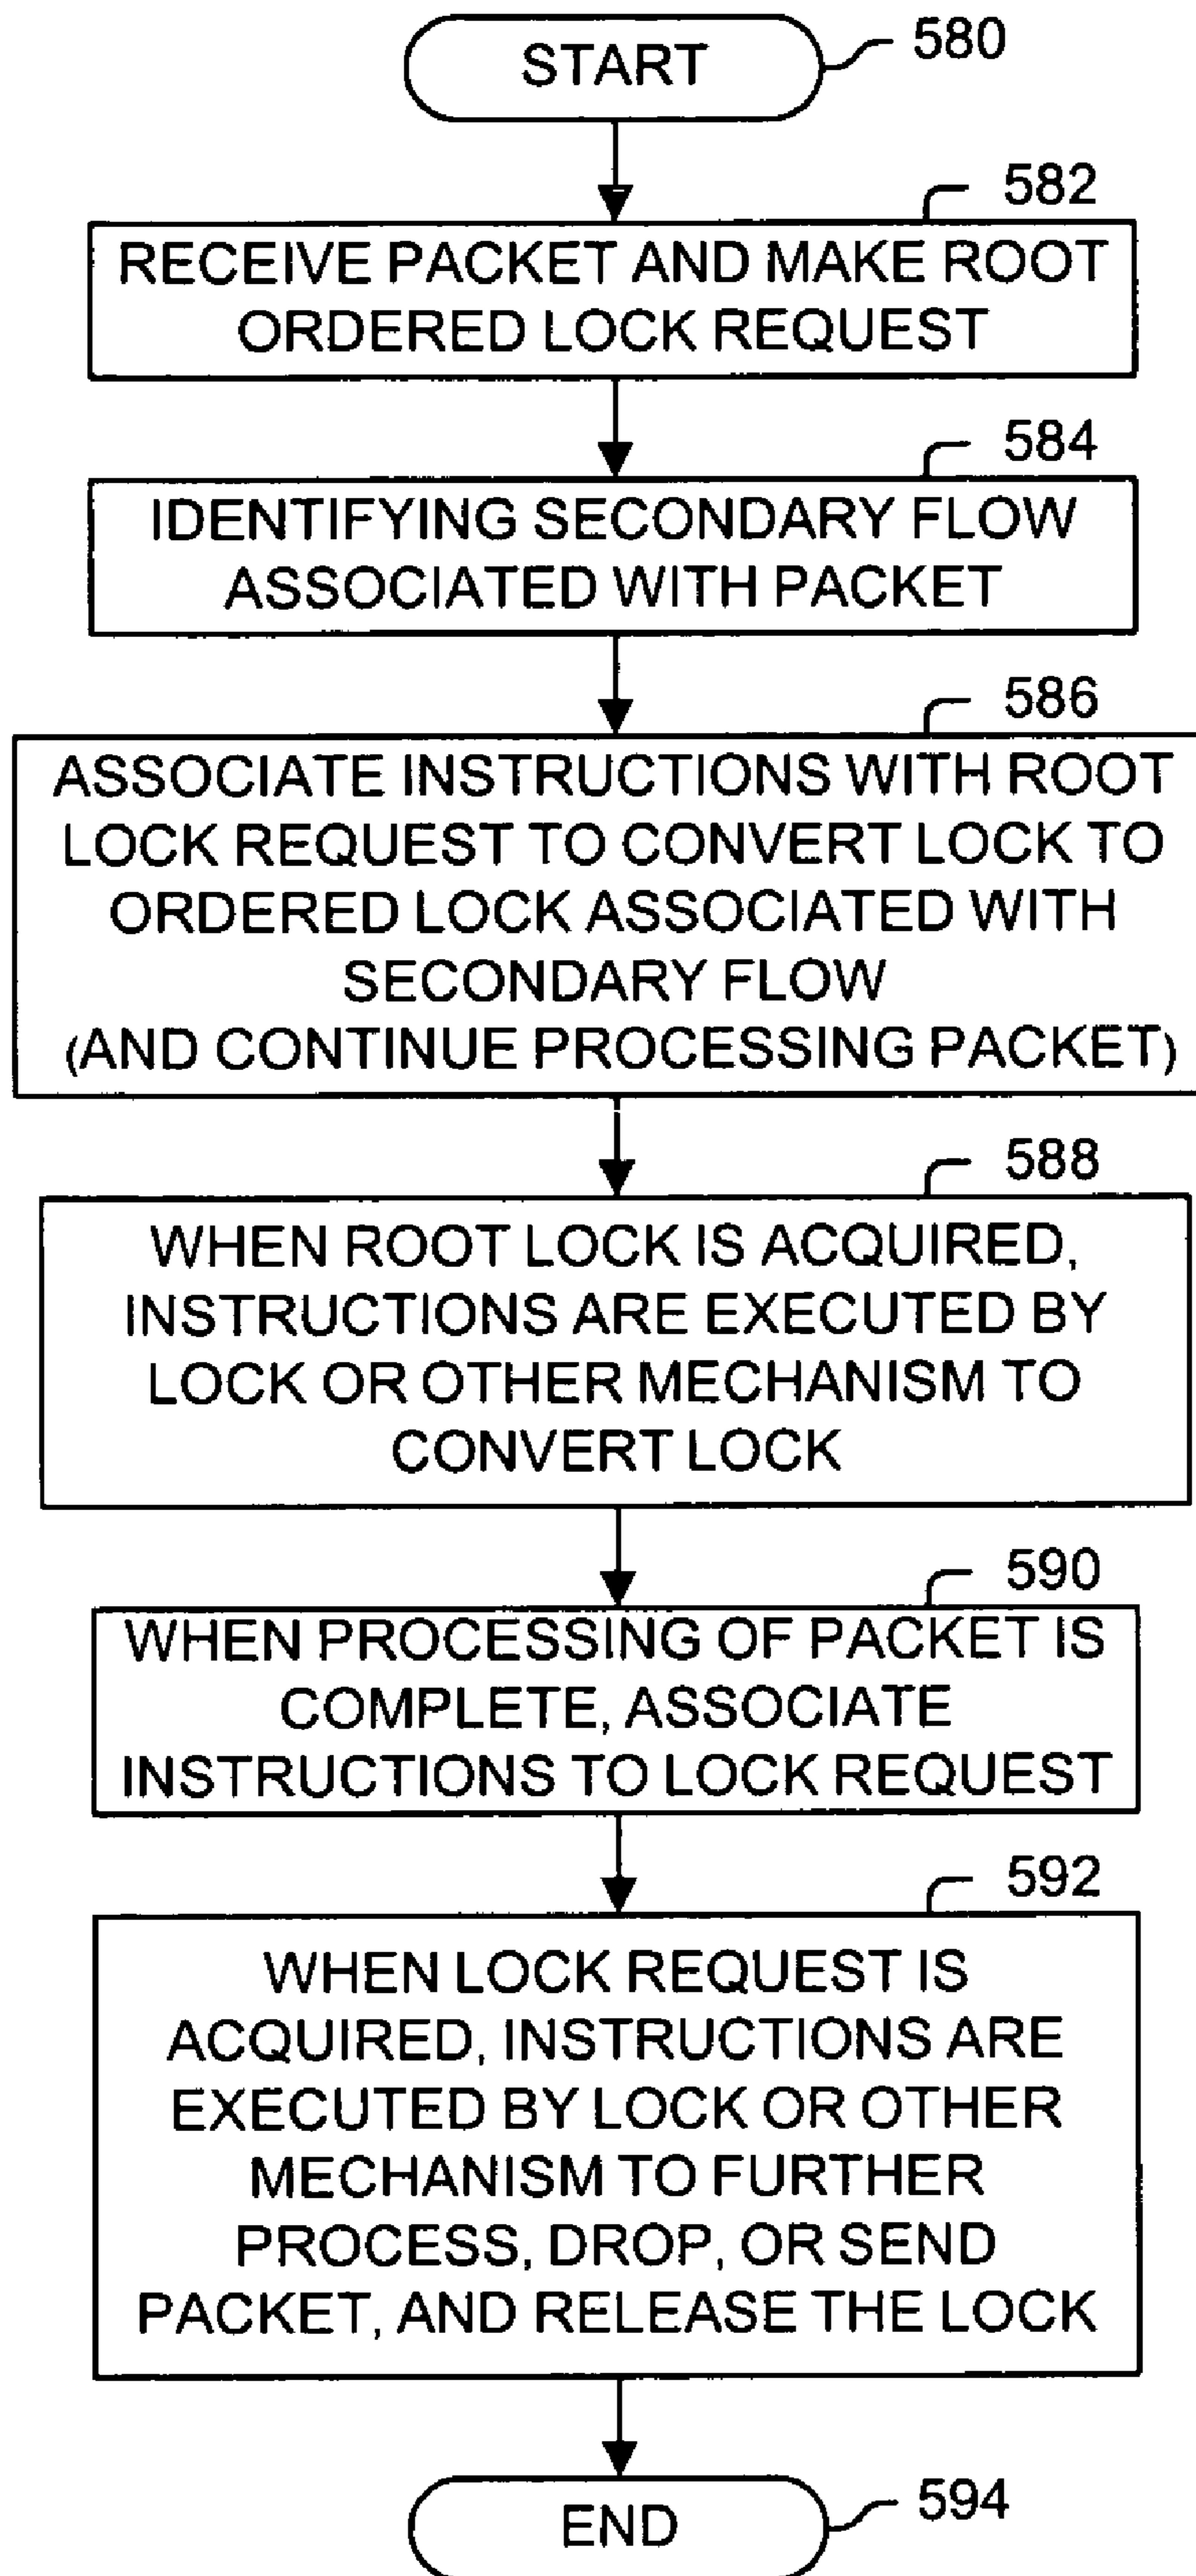 START
580
582
RECEIVE PACKET AND MAKE ROOT
ORDERED LOCK REQUEST
584
IDENTIFYING SECONDARY FLOW
ASSOCIATED WITH PACKET
586
ASSOCIATE INSTRUCTIONS WITH ROOT
LOCK REQUEST TO CONVERT LOCK TO
ORDERED LOCK ASSOCIATED WITH
SECONDARY FLOW
(AND CONTINUE PROCESSING PACKET)
588
WHEN ROOT LOCK IS ACQUIRED,
INSTRUCTIONS ARE EXECUTED BY
LOCK OR OTHER MECHANISM TO
CONVERT LOCK
590
WHEN PROCESSING OF PACKET IS
COMPLETE, ASSOCIATE
INSTRUCTIONS TO LOCK REQUEST
592
WHEN LOCK REQUEST IS
ACQUIRED, INSTRUCTIONS ARE
EXECUTED BY LOCK OR OTHER
MECHANISM TO FURTHER
PROCESS, DROP, OR SEND
PACKET, AND RELEASE THE LOCK
END
594